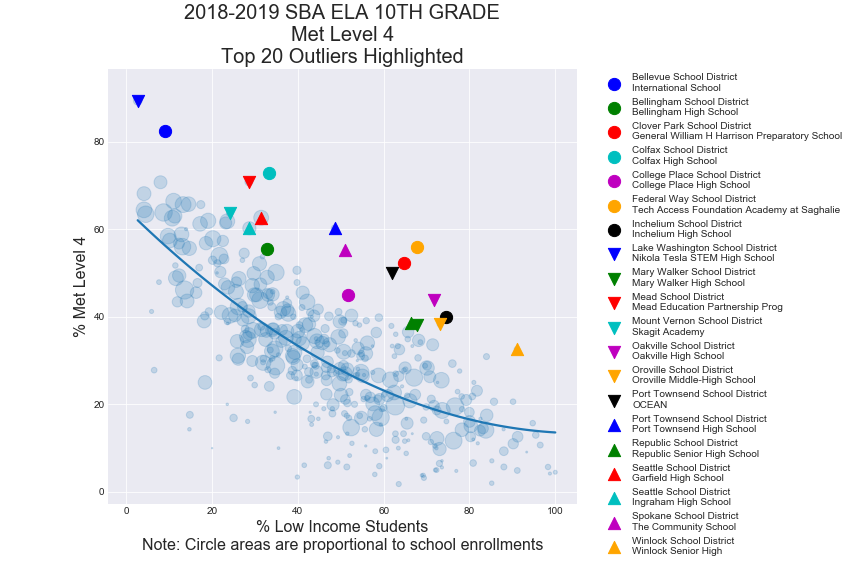 2018-2019 SBA ELA 10TH GRADE
Met Level 4
Top 20 Outliers Highlighted
% Met Level 4
80
60
40
20
0
0
20
40
60
80
100
% Low Income Students
Note: Circle areas are proportional to school enrollments
Bellevue School District
International School
Bellingham School District
Bellingham High School
Clover Park School District
General William H Harrison Preparatory School
Colfax School District
Colfax High School
College Place School District
College Place High School
Federal Way School District
Tech Access Foundation Academy at Saghalie
Inchelium School District
Inchelium High School
Lake Washington School District
Nikola Tesla STEM High School
Mary Walker School District
Mary Walker High School
Mead School District
Mead Education Partnership Prog
Mount Vernon School District
Skagit Academy
Oakville School District
Oakville High School
Oroville School District
Oroville Middle-High School
Port Townsend School District
OCEAN
Port Townsend School District
Port Townsend High School
Republic School District
Republic Senior High School
Seattle School District
Garfield High School
Seattle School District
Ingraham High School
Spokane School District
The Community School
Winlock School District
Winlock Senior High